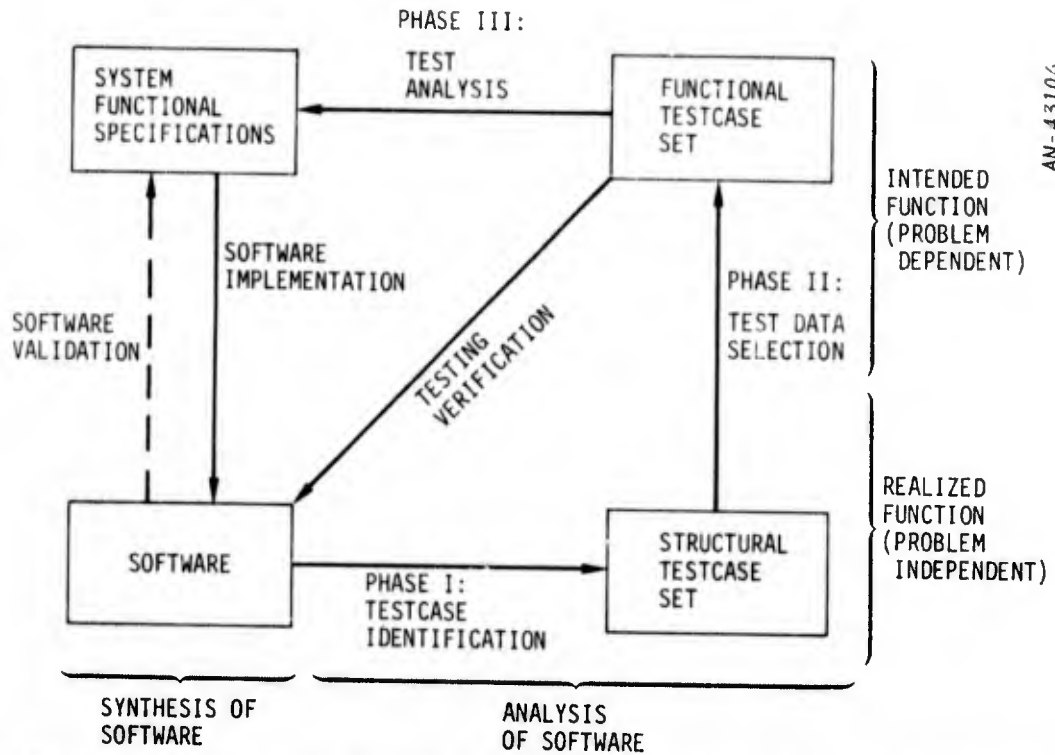 PHASE III:
TEST
ANALYSIS
SYSTEM
FUNCTIONAL
SPECIFICATIONS
FUNCTIONAL
TESTCASE
SET
INTENDED
FUNCTION
(PROBLEM
DEPENDENT)
SOFTWARE
IMPLEMENTATION
SOFTWARE
VALIDATION
TESTING
VERIFICATION
PHASE II:
TEST DATA
SELECTION
REALIZED
FUNCTION
(PROBLEM
INDEPENDENT)
SOFTWARE
PHASE I:
TESTCASE
IDENTIFICATION
STRUCTURAL
TESTCASE
SET
SYNTHESIS OF
SOFTWARE
ANALYSIS
OF SOFTWARE